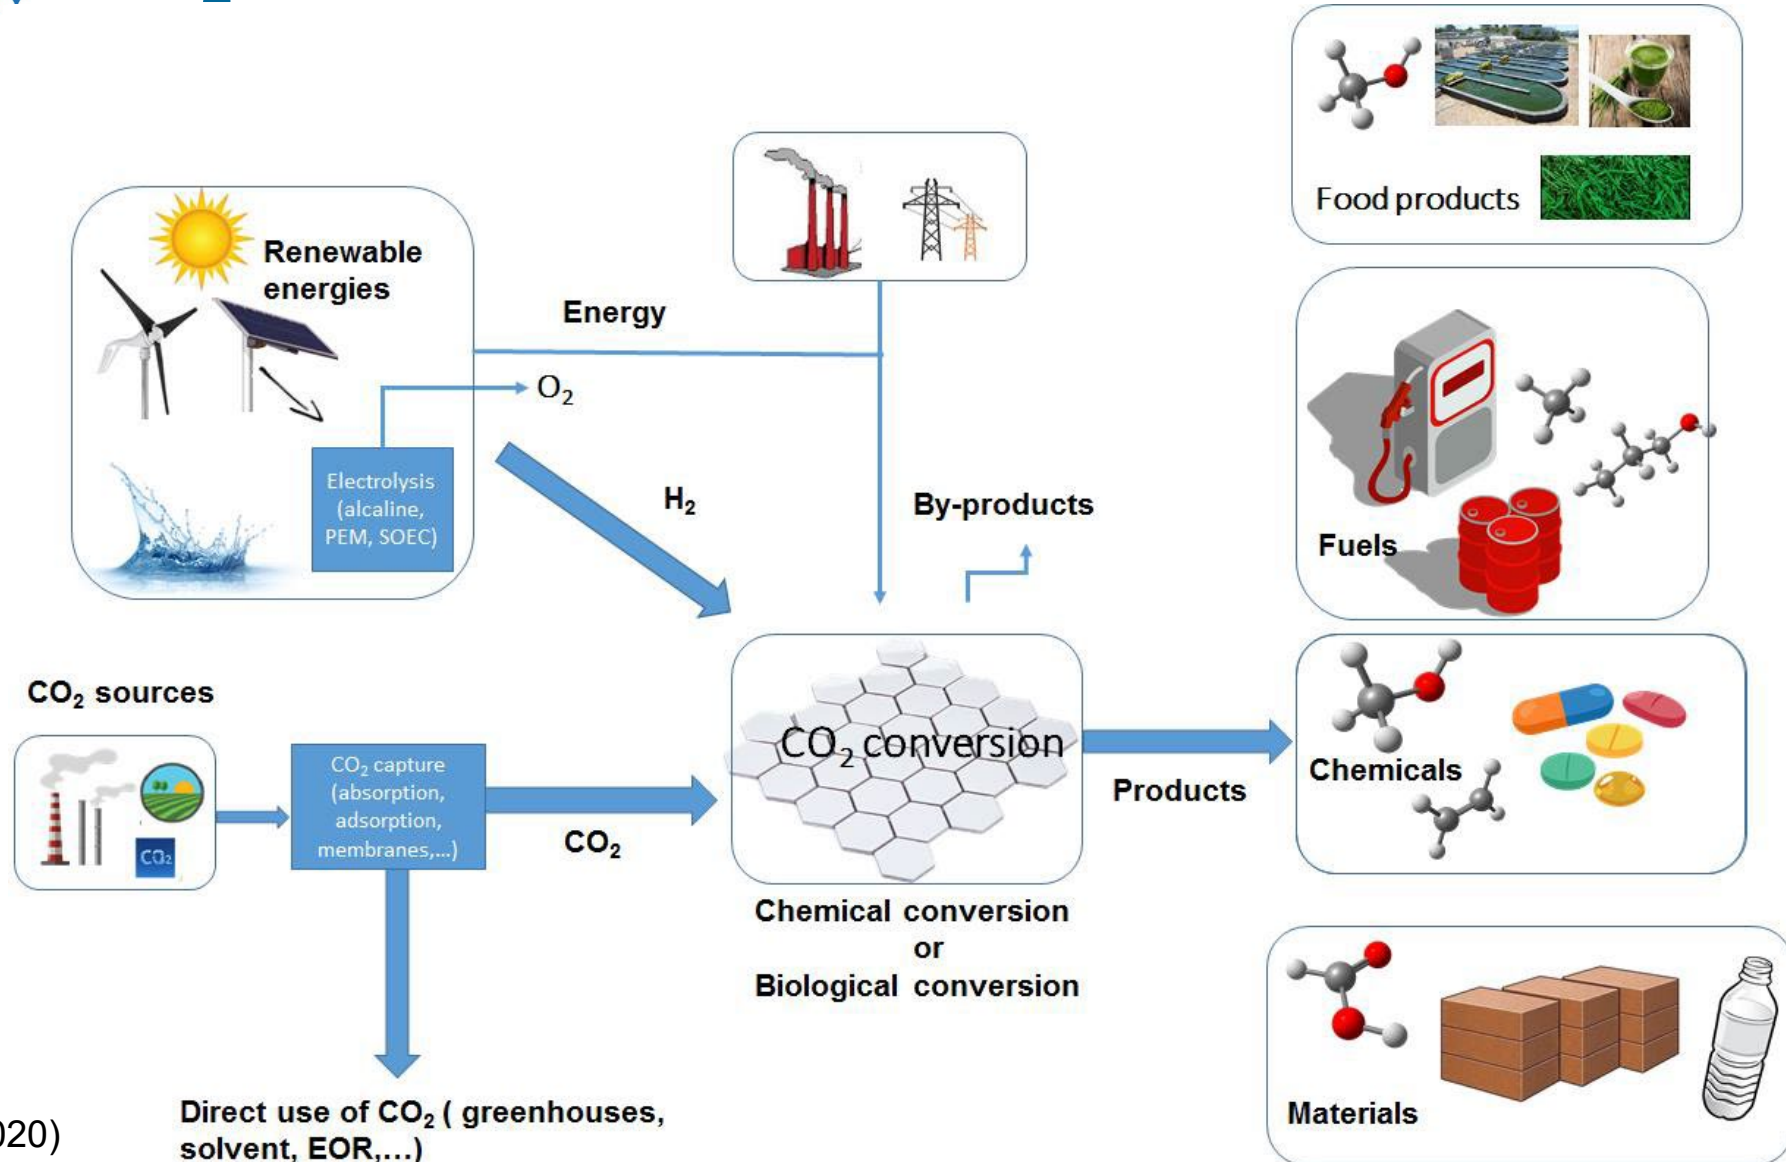 Renewable
energies
Energy
O₂
Electrolysis
(alcaline,
PEM, SOEC)
H₂
By-products
CO₂ sources
CO₂
CO₂ capture
(absorption,
adsorption,
membranes,...)
CO₂
CO₂ conversion
Chemical conversion
or
Biological conversion
Products
Direct use of CO₂ ( greenhouses,
solvent, EOR,...)
020)
Food products
Fuels
Chemicals
Materials